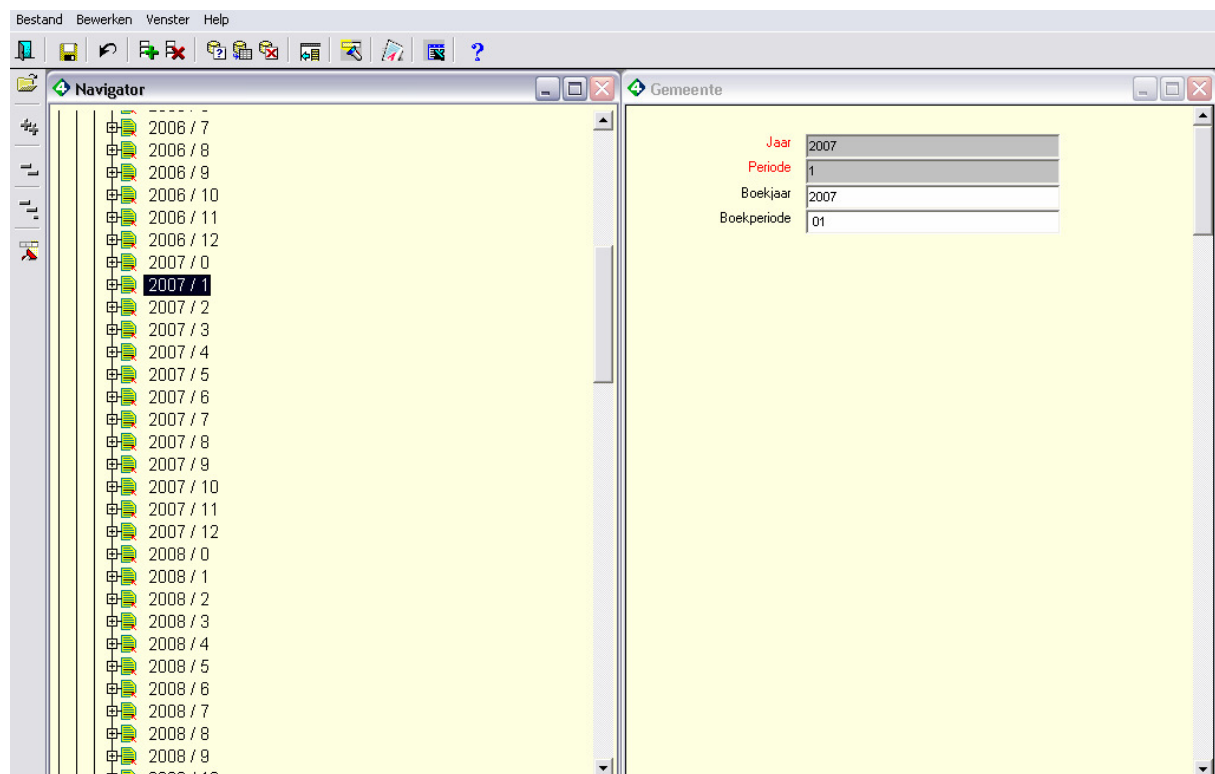 Bestand Bewerken Venster Help
Navigator
2006 / 7
2006 / 8
2006 / 9
2006 / 10
2006 / 11
2006 / 12
2007 / 0
2007 / 1
2007 / 2
2007 / 3
2007 / 4
2007 / 5
2007 / 6
2007 / 7
2007 / 8
2007 / 9
2007 / 10
2007 / 11
2007 / 12
2008 / 0
2008 / 1
2008 / 2
2008 / 3
2008 / 4
2008 / 5
2008 / 6
2008 / 7
2008 / 8
2008 / 9
Gemeente
Jaar 2007
Periode 1
Boekjaar 2007
Boekperiode 01